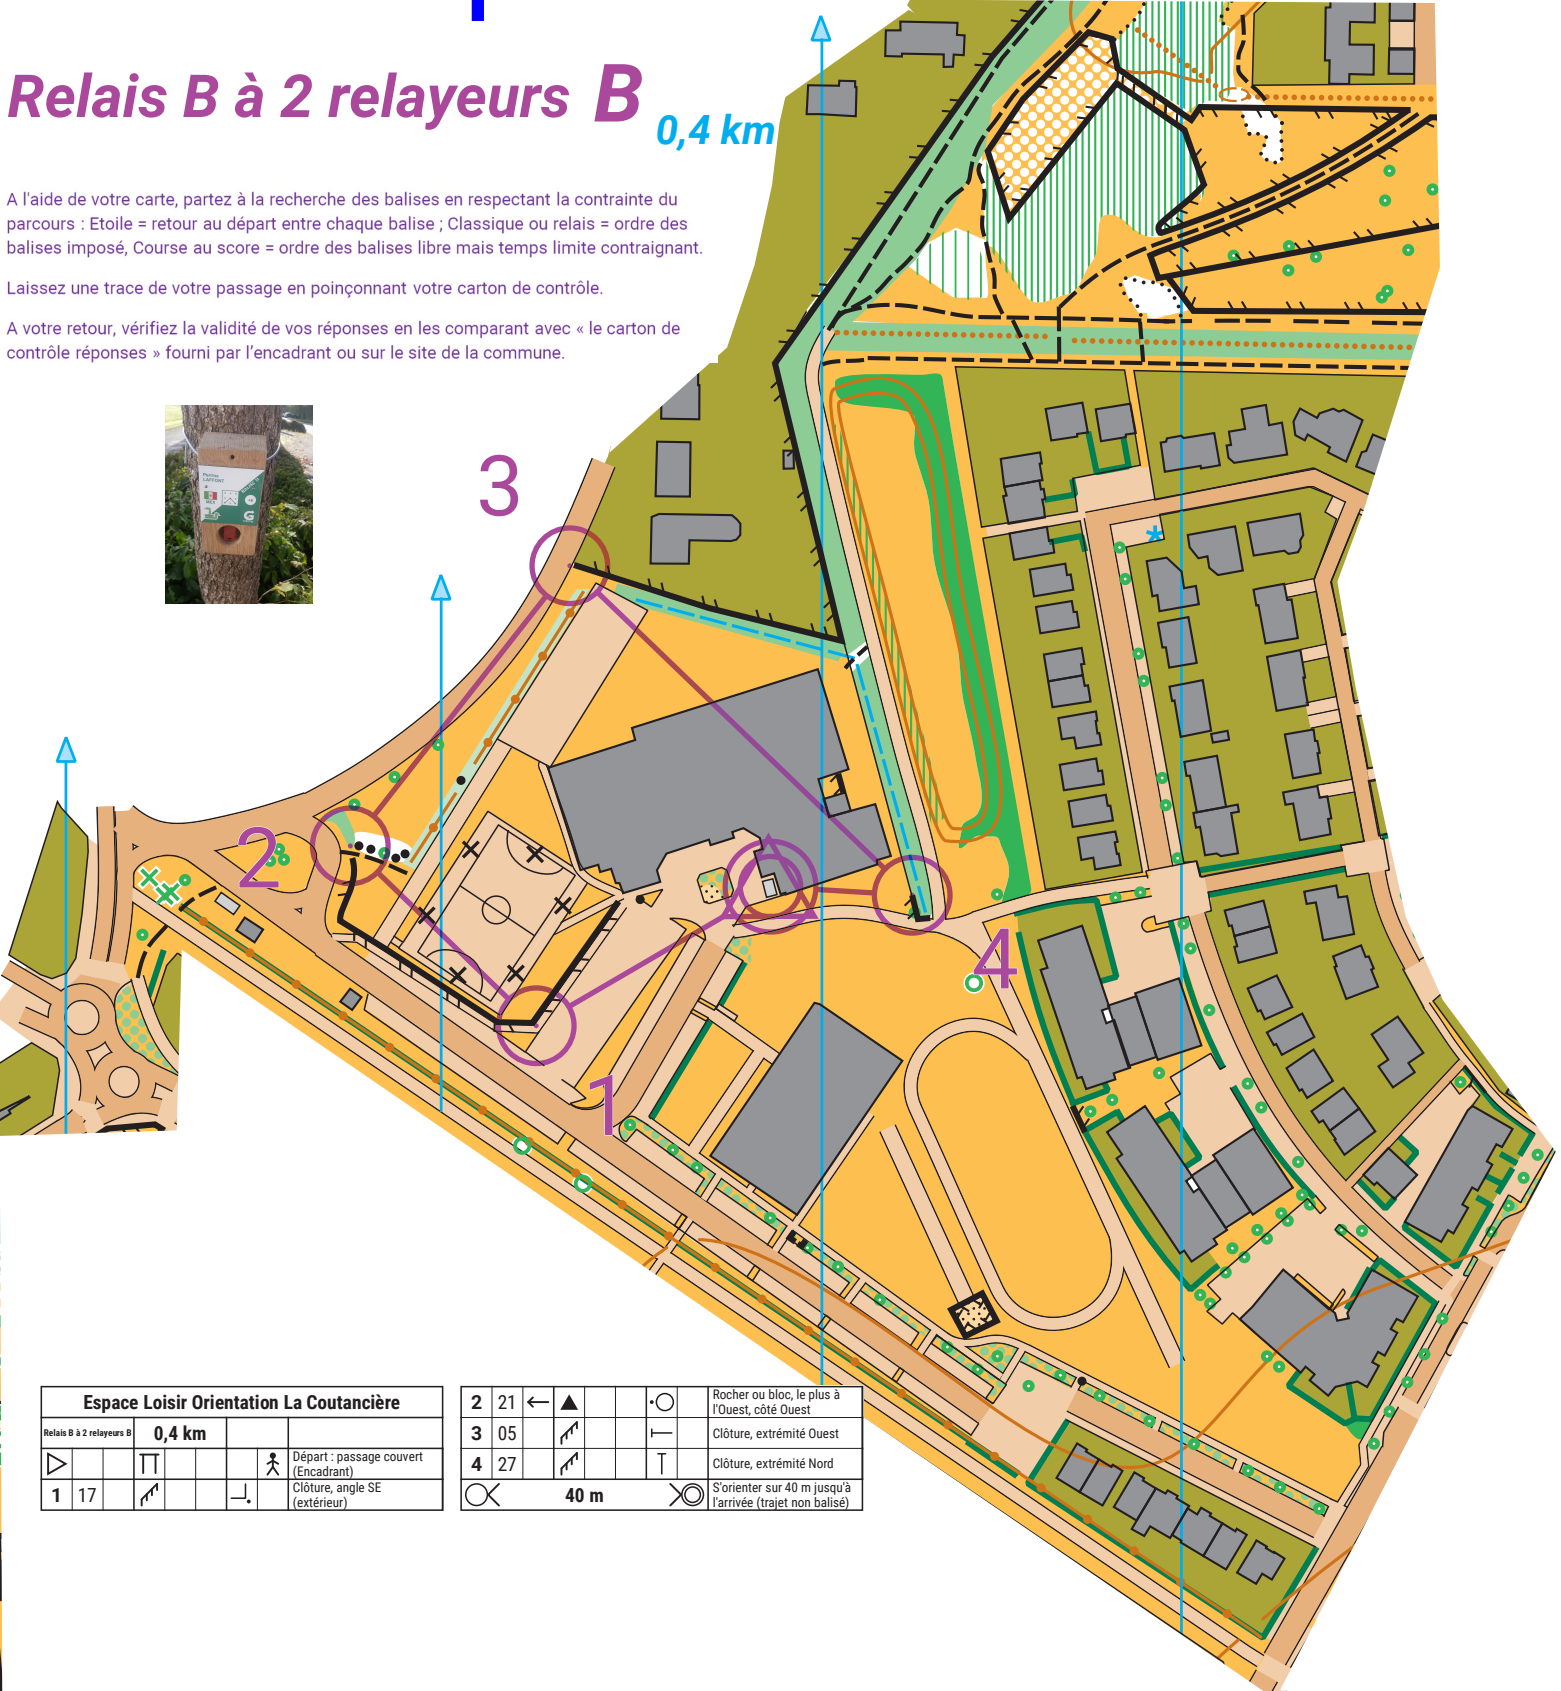 Relais B à 2 relayeurs B
0,4 km
A l'aide de votre carte, partez à la recherche des balises en respectant la contrainte du
parcours : Etoile = retour au départ entre chaque balise ; Classique ou relais = ordre des
balises imposé, Course au score = ordre des balises libre mais temps limite contraignant.
Laissez une trace de votre passage en poinçonnant votre carton de contrôle.
A votre retour, vérifiez la validité de vos réponses en les comparant avec « le carton de
contrôle réponses » fourni par l'encadrant ou sur le site de la commune.
3
2
4
1
Espace Loisir Orientation La Coutancière
Relais B à 2 relayeurs B 0,4 km
Départ : passage couvert
(Encadrant)
1 17 Clôture, angle SE
(extérieur)
2 21 Rocher ou bloc, le plus à
l'Ouest, côté Ouest
3 05 Clôture, extrémité Ouest
4 27 Clôture, extrémité Nord
40 m S'orienter sur 40 m jusqu'à
l'arrivée (trajet non balisé)